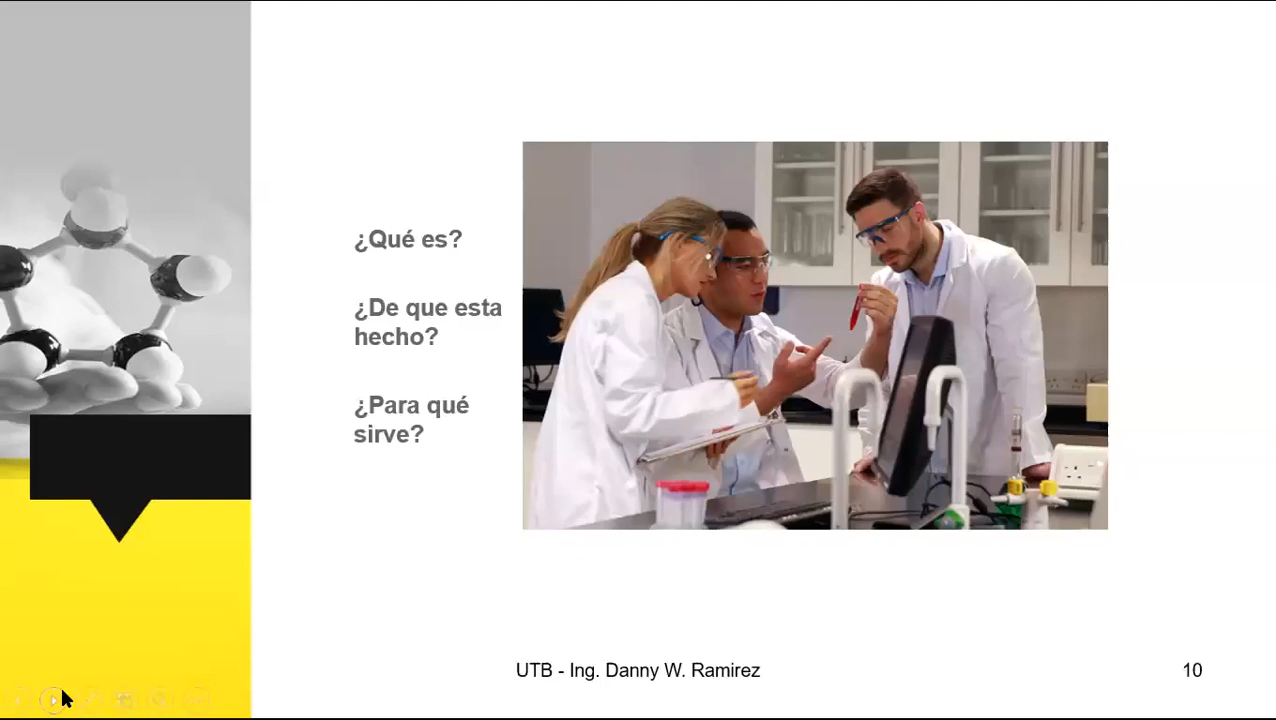 ¿Qué es?
¿De que esta
hecho?
¿Para qué
sirve?
UTB - Ing. Danny W. Ramirez
10